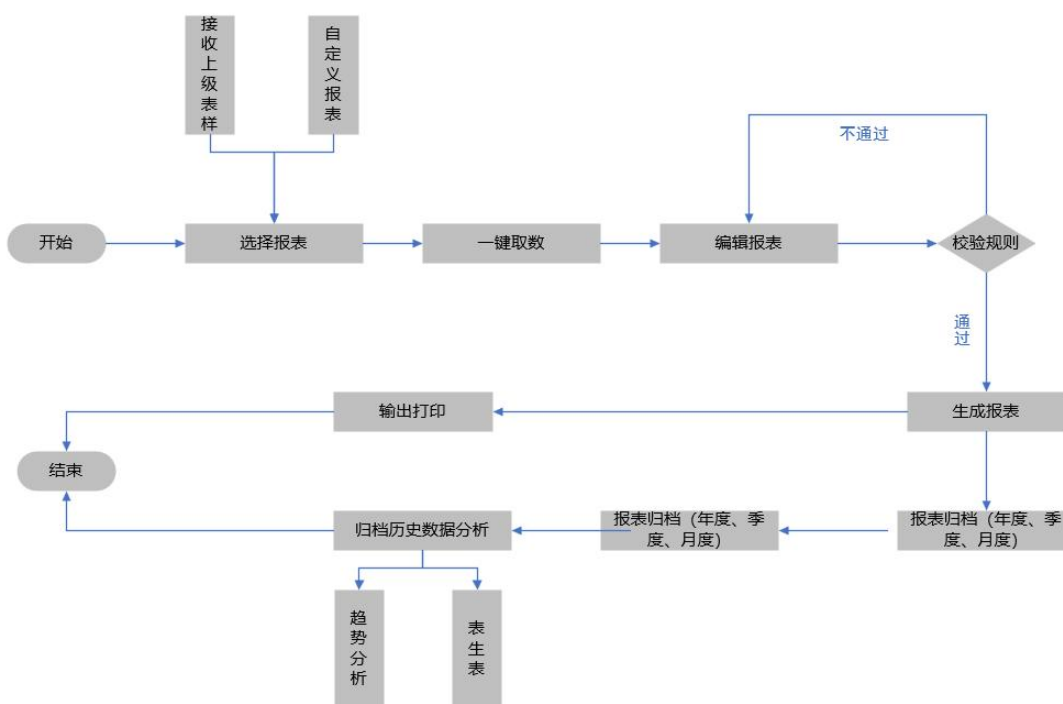 接收上级表样
自定义报表
不通过
开始
选择报表
一键取数
编辑报表
校验规则
通过
输出打印
生成报表
结束
归档历史数据分析
报表归档（年度、季
度、月度）
报表归档（年度、季
度、月度）
趋势分析
表生表